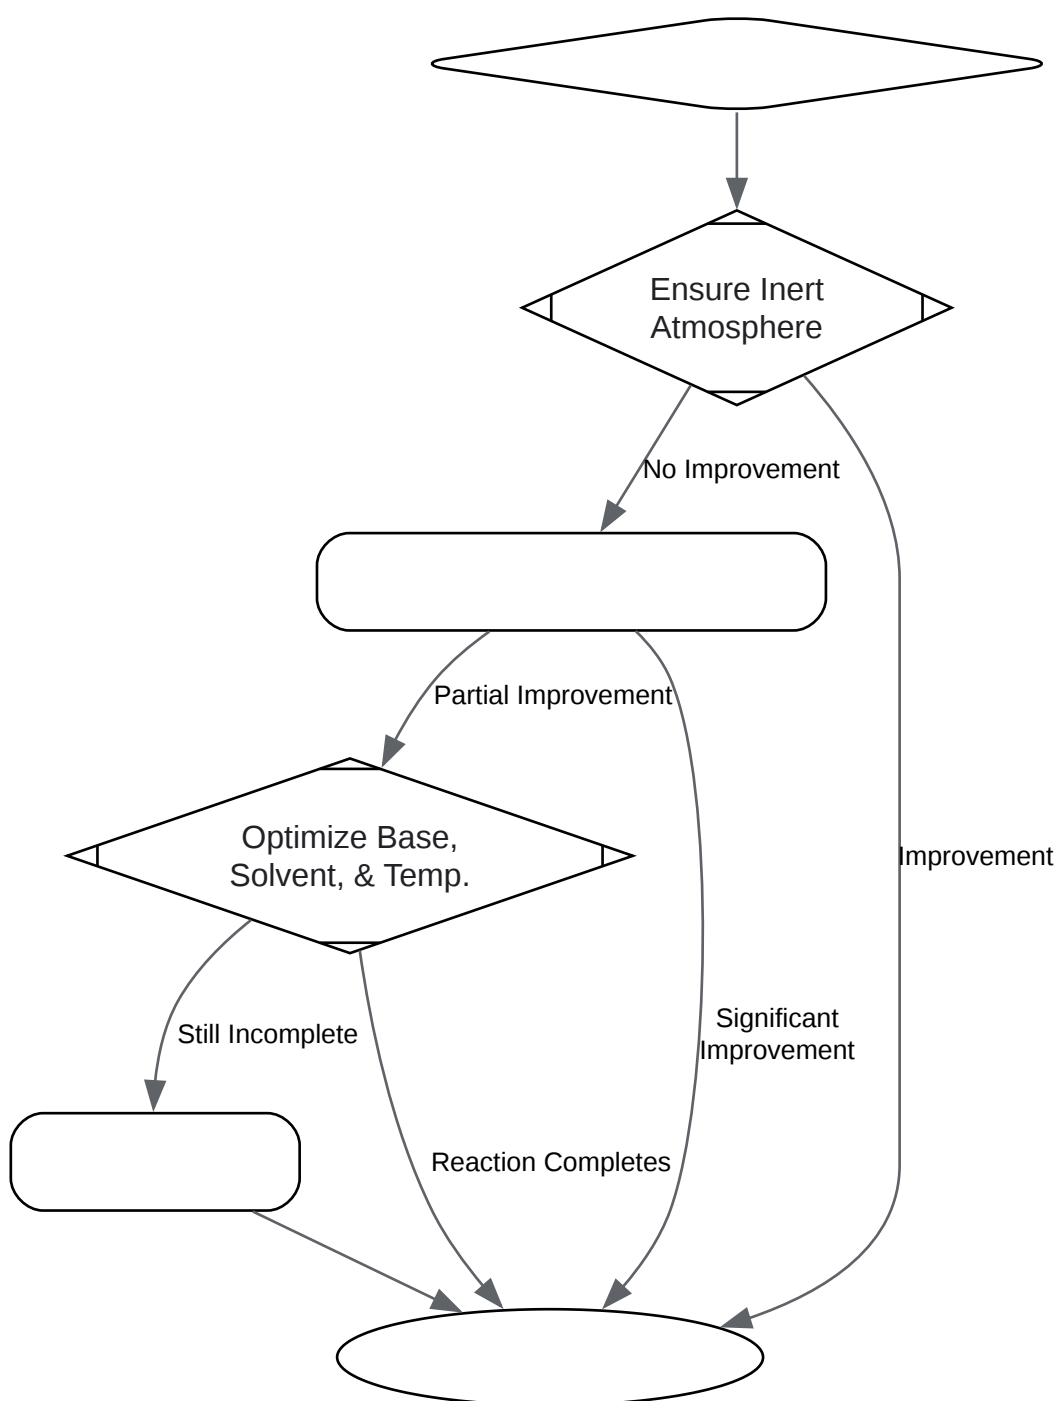 Ensure Inert
Atmosphere
No Improvement
Partial Improvement
Optimize Base,
Solvent, & Temp.
Improvement
Significant
Improvement
Still Incomplete
Reaction Completes